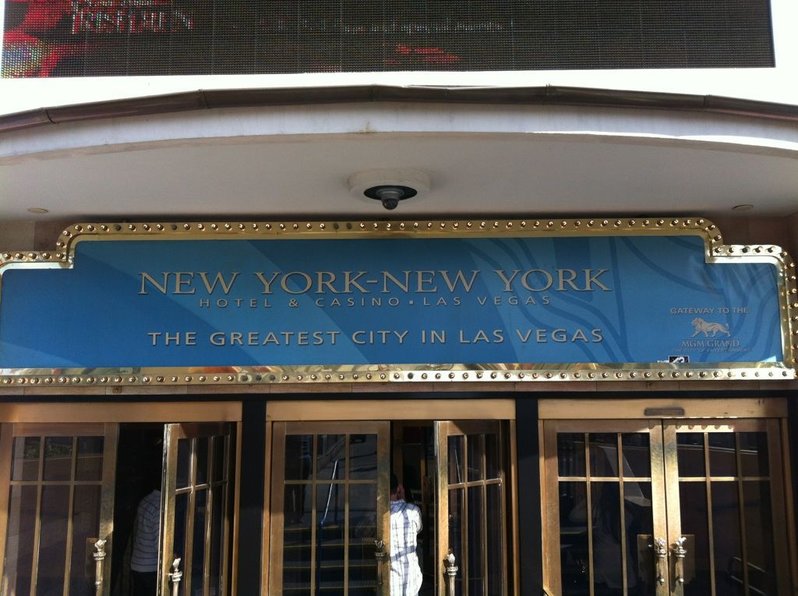 NEW YORK-NEW YORK
HOTEL & CASINO • LAS VEGAS
THE GREATEST CITY IN LAS VEGAS
GATEWAY TO THE
MGM GRAND